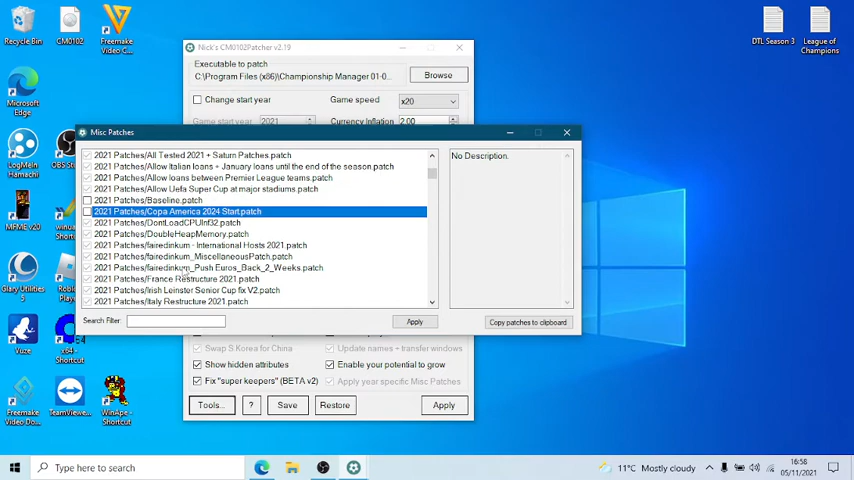 Recycle Bin
CM0102
Freemake
Video C...
DTL Season 3
League of
Champions
Microsoft
Edge
LogMeIn
Hamachi
OBS Stu
MFME v20
Glary Utilities
5
Roblox
Player
Vuze
x64 -
Shortcut
Freemake
Video Do...
TeamViewer
WinApe -
Shortcut
Nick's CM0102Patcher v2.19
Executable to patch
C:\Program Files (x86)\Championship Manager 01-0...
Browse
Change start year
Game speed
x20
Game start year
2021
Currency Inflation
2.00
Misc Patches
2021 Patches/All Tested 2021 + Saturn Patches.patch
2021 Patches/Allow Italian loans + January loans until the end of the season.patch
2021 Patches/Allow loans between Premier League teams.patch
2021 Patches/Allow Uefa Super Cup at major stadiums.patch
2021 Patches/Baseline.patch
2021 Patches/Copa America 2024 Start.patch
2021 Patches/DontLoadCPUInf32.patch
2021 Patches/DoubleHeapMemory.patch
2021 Patches/fairedinkum - International Hosts 2021.patch
2021 Patches/fairedinkum_MiscellaneousPatch.patch
2021 Patches/fairedinkum_Push Euros_Back_2_Weeks.patch
2021 Patches/France Restructure 2021.patch
2021 Patches/Irish Leinster Senior Cup fix V2.patch
2021 Patches/Italy Restructure 2021.patch
No Description.
Search Filter:
Apply
Copy patches to clipboard
Swap S.Korea for China
Update names + transfer windows
Show hidden attributes
Enable your potential to grow
Fix "super keepers" (BETA v2)
Apply year specific Misc Patches
Tools...
?
Save
Restore
Apply
Type here to search
11°C Mostly cloudy
16:58
05/11/2021